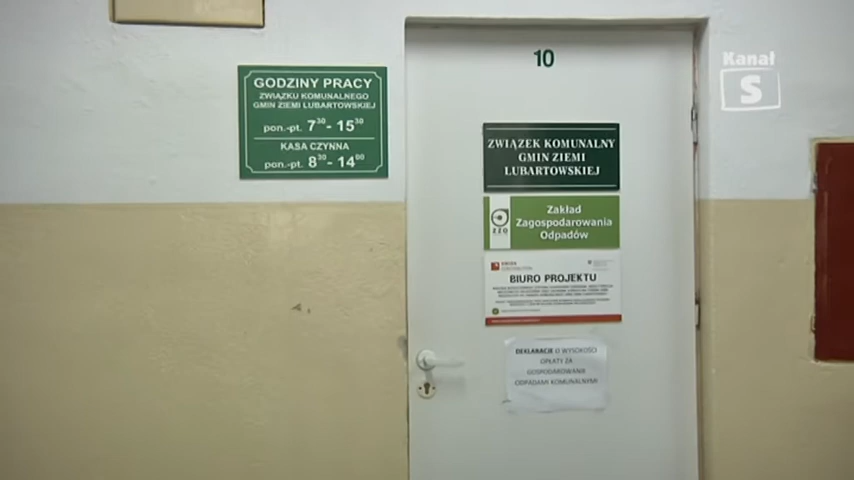 10
Kanał
S
GODZINY PRACY
ZWIĄZKU KOMUNALNEGO
GMIN ZIEMI LUBARTOWSKIEJ
pon.-pt. 7³⁰ - 15³⁰
KASA CZYNNA
pon.-pt. 8³⁰ - 14⁰⁰
ZWIĄZEK KOMUNALNY
GMIN ZIEMI
LUBARTOWSKIEJ
ZZO
Zakład
Zagospodarowania
Odpadów
BIURO PROJEKTU
DEKLARACJE O WYSOKOŚCI
OPŁATY ZA
GOSPODAROWANIE
ODPADAMI KOMUNALNYMI